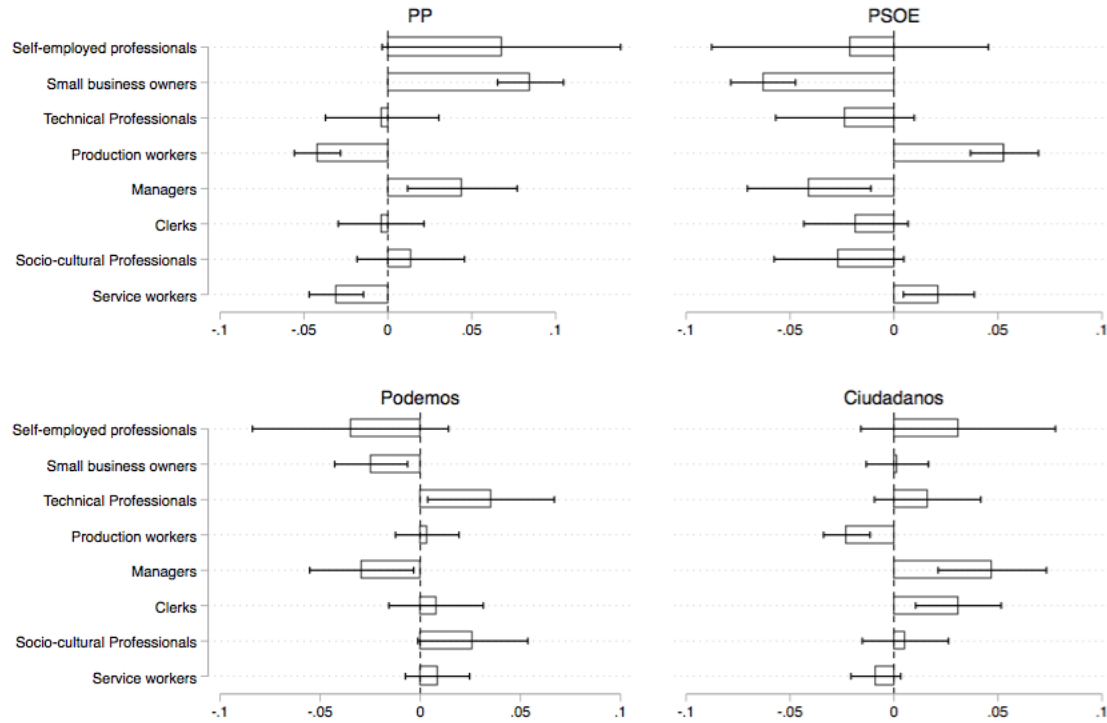 PP
PSOE
Self-employed professionals
Small business owners
Technical Professionals
Production workers
Managers
Clerks
Socio-cultural Professionals
Service workers
-.1 -.05 0 .05 .1
-.1 -.05 0 .05 .1
Podemos
Ciudadanos
Self-employed professionals
Small business owners
Technical Professionals
Production workers
Managers
Clerks
Socio-cultural Professionals
Service workers
-.1 -.05 0 .05 .1
-.1 -.05 0 .05 .1